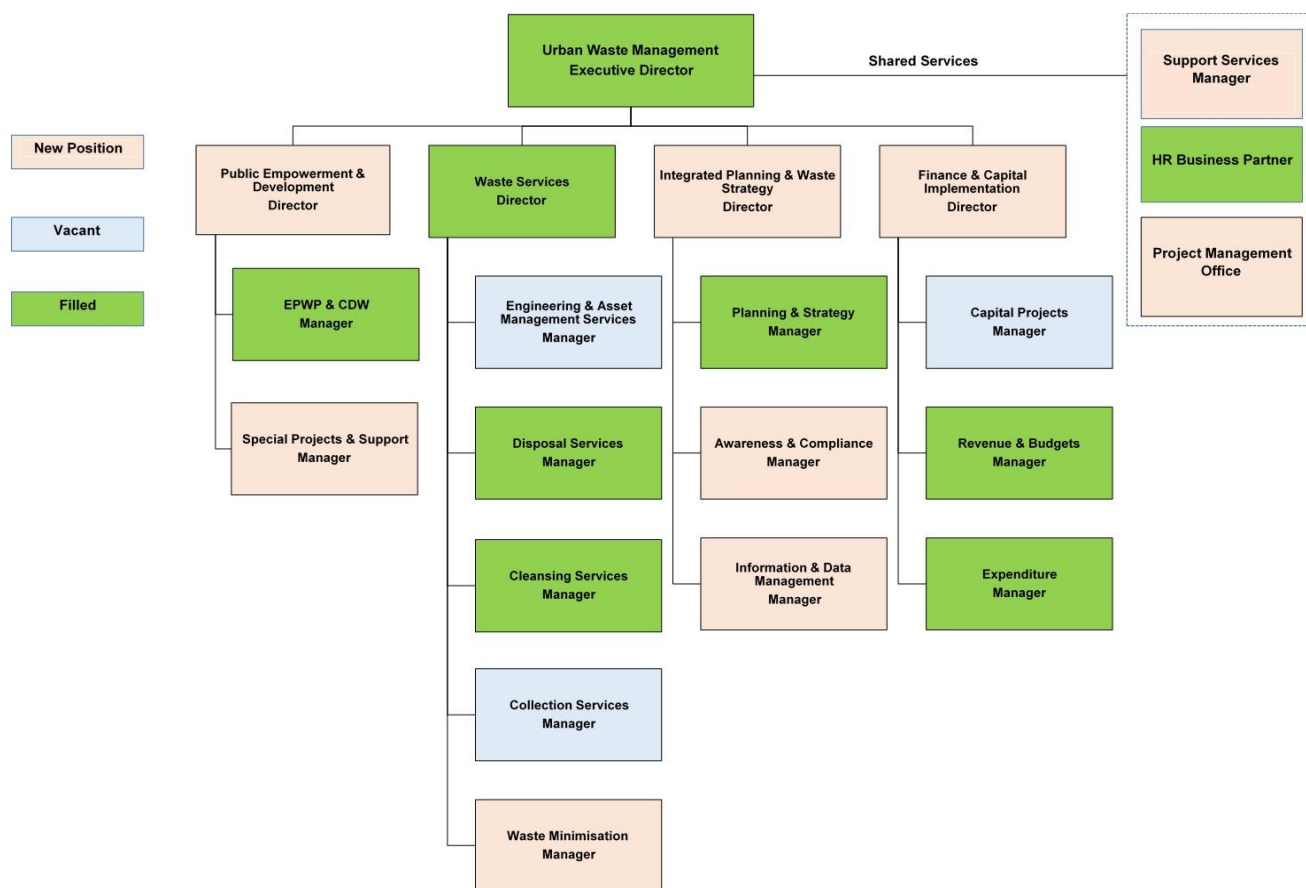 Urban Waste Management
Executive Director
Shared Services
Support Services
Manager
HR Business Partner
Project Management
Office
New Position
Vacant
Filled
Public Empowerment &
Development
Director
Waste Services
Director
Integrated Planning & Waste
Strategy
Director
Finance & Capital
Implementation
Director
EPWP & CDW
Manager
Special Projects & Support
Manager
Engineering & Asset
Management Services
Manager
Disposal Services
Manager
Cleansing Services
Manager
Collection Services
Manager
Waste Minimisation
Manager
Planning & Strategy
Manager
Awareness & Compliance
Manager
Information & Data
Management
Manager
Capital Projects
Manager
Revenue & Budgets
Manager
Expenditure
Manager